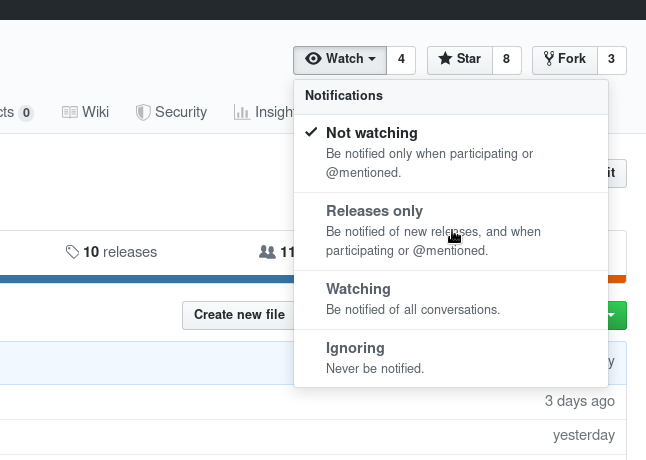 Watch 4 Star 8 Fork 3
Notifications
cts 0 Wiki Security Insigh
Not watching
Be notified only when participating or
@mentioned.
it
Releases only
Be notified of new releases, and when
participating or @mentioned.
10 releases 11
Watching
Be notified of all conversations.
Create new file
Ignoring
Never be notified.
y
3 days ago
yesterday